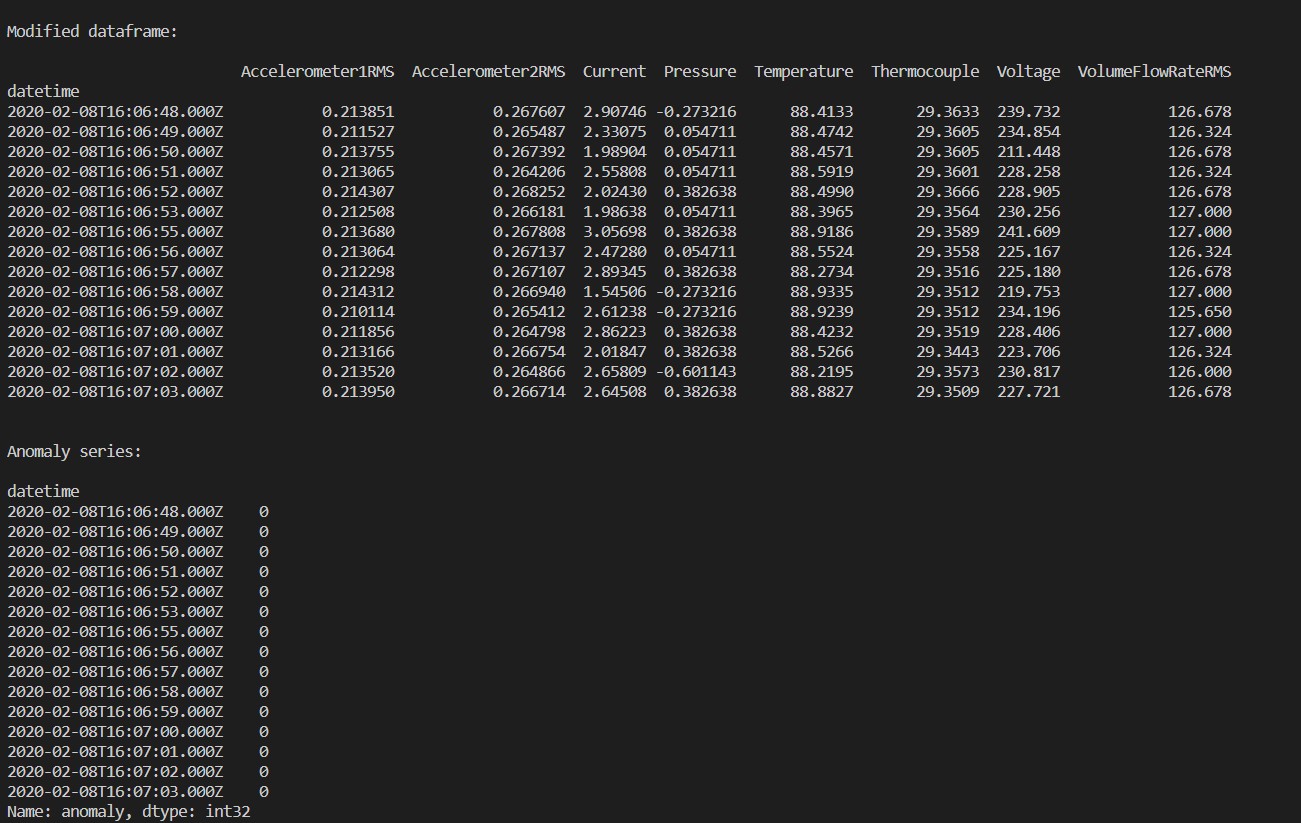 Modified dataframe:
Accelerometer1RMS Accelerometer2RMS Current Pressure Temperature Thermocouple Voltage VolumeFlowRateRMS
datetime
2020-02-08T16:06:48.000Z 0.213851 0.267607 2.90746 -0.273216 88.4133 29.3633 239.732 126.678
2020-02-08T16:06:49.000Z 0.211527 0.265487 2.33075 0.054711 88.4742 29.3605 234.854 126.324
2020-02-08T16:06:50.000Z 0.213755 0.267392 1.98904 0.054711 88.4571 29.3605 211.448 126.678
2020-02-08T16:06:51.000Z 0.213065 0.264206 2.55808 0.054711 88.5919 29.3601 228.258 126.324
2020-02-08T16:06:52.000Z 0.214307 0.268252 2.02430 0.382638 88.4990 29.3666 228.905 126.678
2020-02-08T16:06:53.000Z 0.212508 0.266181 1.98638 0.054711 88.3965 29.3564 230.256 127.000
2020-02-08T16:06:55.000Z 0.213680 0.267808 3.05698 0.382638 88.9186 29.3589 241.609 127.000
2020-02-08T16:06:56.000Z 0.213064 0.267137 2.47280 0.054711 88.5524 29.3558 225.167 126.324
2020-02-08T16:06:57.000Z 0.212298 0.267107 2.89345 0.382638 88.2734 29.3516 225.180 126.678
2020-02-08T16:06:58.000Z 0.214312 0.266940 1.54506 -0.273216 88.9335 29.3512 219.753 127.000
2020-02-08T16:06:59.000Z 0.210114 0.265412 2.61238 -0.273216 88.9239 29.3512 234.196 125.650
2020-02-08T16:07:00.000Z 0.211856 0.264798 2.86223 0.382638 88.4232 29.3519 228.406 127.000
2020-02-08T16:07:01.000Z 0.213166 0.266754 2.01847 0.382638 88.5266 29.3443 223.706 126.324
2020-02-08T16:07:02.000Z 0.213520 0.264866 2.65809 -0.601143 88.2195 29.3573 230.817 126.000
2020-02-08T16:07:03.000Z 0.213950 0.266714 2.64508 0.382638 88.8827 29.3509 227.721 126.678
Anomaly series:
datetime
2020-02-08T16:06:48.000Z 0
2020-02-08T16:06:49.000Z 0
2020-02-08T16:06:50.000Z 0
2020-02-08T16:06:51.000Z 0
2020-02-08T16:06:52.000Z 0
2020-02-08T16:06:53.000Z 0
2020-02-08T16:06:55.000Z 0
2020-02-08T16:06:56.000Z 0
2020-02-08T16:06:57.000Z 0
2020-02-08T16:06:58.000Z 0
2020-02-08T16:06:59.000Z 0
2020-02-08T16:07:00.000Z 0
2020-02-08T16:07:01.000Z 0
2020-02-08T16:07:02.000Z 0
2020-02-08T16:07:03.000Z 0
Name: anomaly, dtype: int32